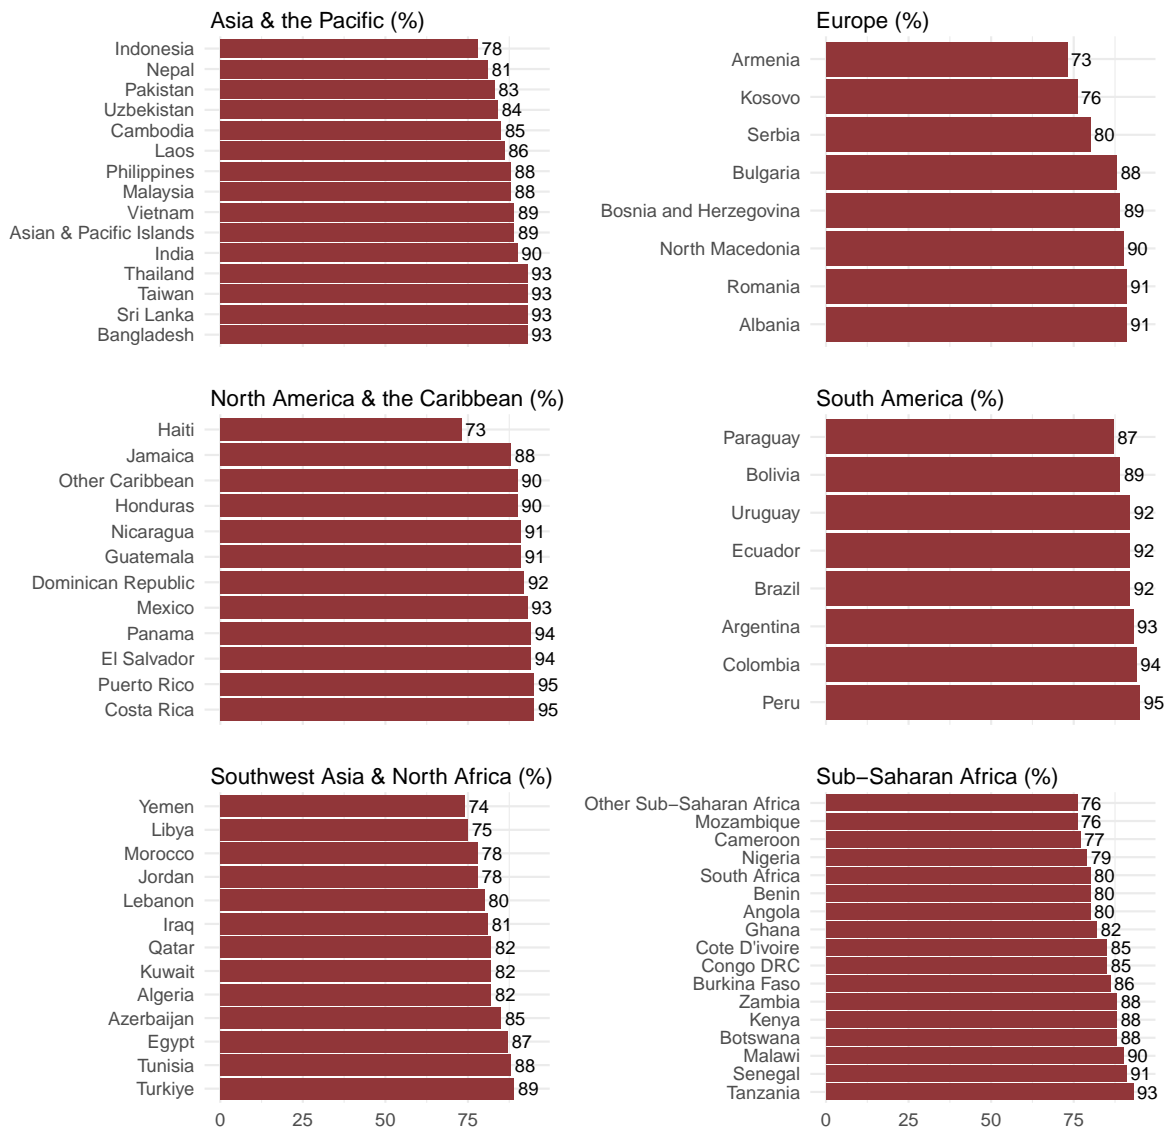 Asia & the Pacific (%)
Indonesia 78
Nepal 81
Pakistan 83
Uzbekistan 84
Cambodia 85
Laos 86
Philippines 88
Malaysia 88
Vietnam 89
Asian & Pacific Islands 89
India 90
Thailand 93
Taiwan 93
Sri Lanka 93
Bangladesh 93
Europe (%)
Armenia 73
Kosovo 76
Serbia 80
Bulgaria 88
Bosnia and Herzegovina 89
North Macedonia 90
Romania 91
Albania 91
North America & the Caribbean (%)
Haiti 73
Jamaica 88
Other Caribbean 90
Honduras 90
Nicaragua 91
Guatemala 91
Dominican Republic 92
Mexico 93
Panama 94
El Salvador 94
Puerto Rico 95
Costa Rica 95
South America (%)
Paraguay 87
Bolivia 89
Uruguay 92
Ecuador 92
Brazil 92
Argentina 93
Colombia 94
Peru 95
Southwest Asia & North Africa (%)
Yemen 74
Libya 75
Morocco 78
Jordan 78
Lebanon 80
Iraq 81
Qatar 82
Kuwait 82
Algeria 82
Azerbaijan 85
Egypt 87
Tunisia 88
Turkiye 89
0 25 50 75
Sub−Saharan Africa (%)
Other Sub−Saharan Africa 76
Mozambique 76
Cameroon 77
Nigeria 79
South Africa 80
Benin 80
Angola 80
Ghana 82
Cote D'ivoire 85
Congo DRC 85
Burkina Faso 86
Zambia 88
Kenya 88
Botswana 88
Malawi 90
Senegal 91
Tanzania 93
0 25 50 75